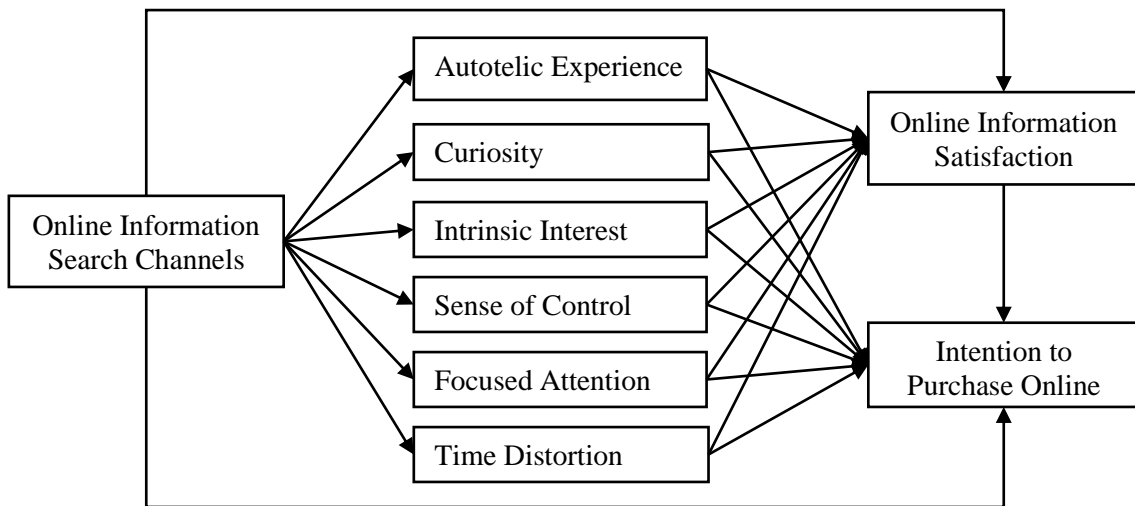 Online Information
Search Channels
Autotelic Experience
Curiosity
Intrinsic Interest
Sense of Control
Focused Attention
Time Distortion
Online Information
Satisfaction
Intention to
Purchase Online